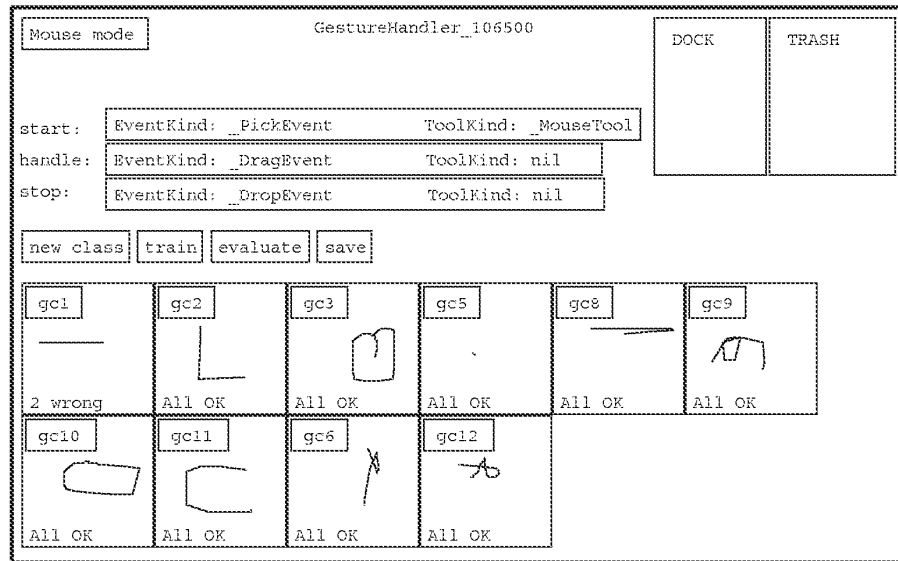 Mouse mode GestureHandler_106500 DOCK TRASH
start: EventKind: _PickEvent ToolKind: _MouseTool
handle: EventKind: _DragEvent ToolKind: nil
stop: EventKind: _DropEvent ToolKind: nil
new class train evaluate save
gc1 gc2 gc3 gc5 gc8 gc9
2 wrong All OK All OK All OK All OK All OK
gc10 gc11 gc6 gc12
All OK All OK All OK All OK